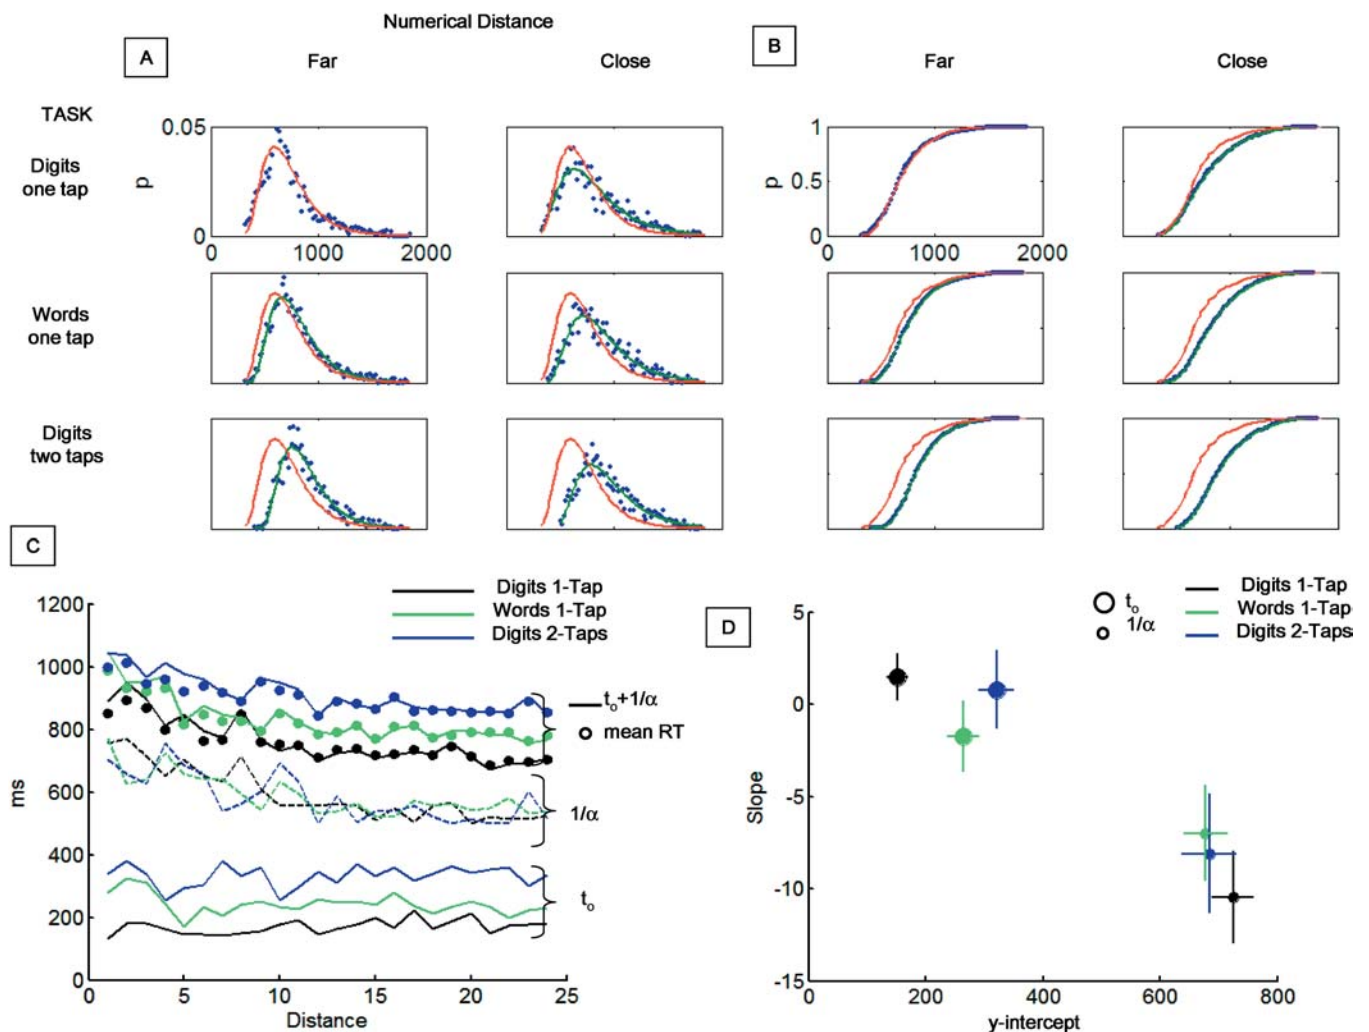 Numerical Distance
A
Far
Close
B
Far
Close
TASK
Digits
one tap
0.05
p
0
1000
2000
1
0.5
p
0
0
1000
2000
Words
one tap
Digits
two taps
C
Digits 1-Tap
Words 1-Tap
Digits 2-Taps
1200
1000
800
600
400
200
0
ms
0
5
10
15
20
25
Distance
tₒ+1/α
mean RT
1/α
tₒ
D
tₒ
1/α
Digits 1-Tap
Words 1-Tap
Digits 2-Taps
5
0
-5
-10
-15
Slope
0
200
400
600
800
y-intercept